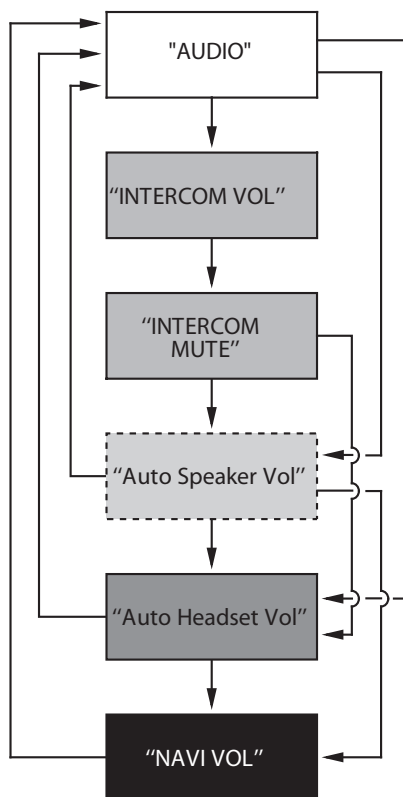 "AUDIO"
“INTERCOM VOL”
“INTERCOM
MUTE”
“Auto Speaker Vol”
“Auto Headset Vol”
“NAVI VOL”